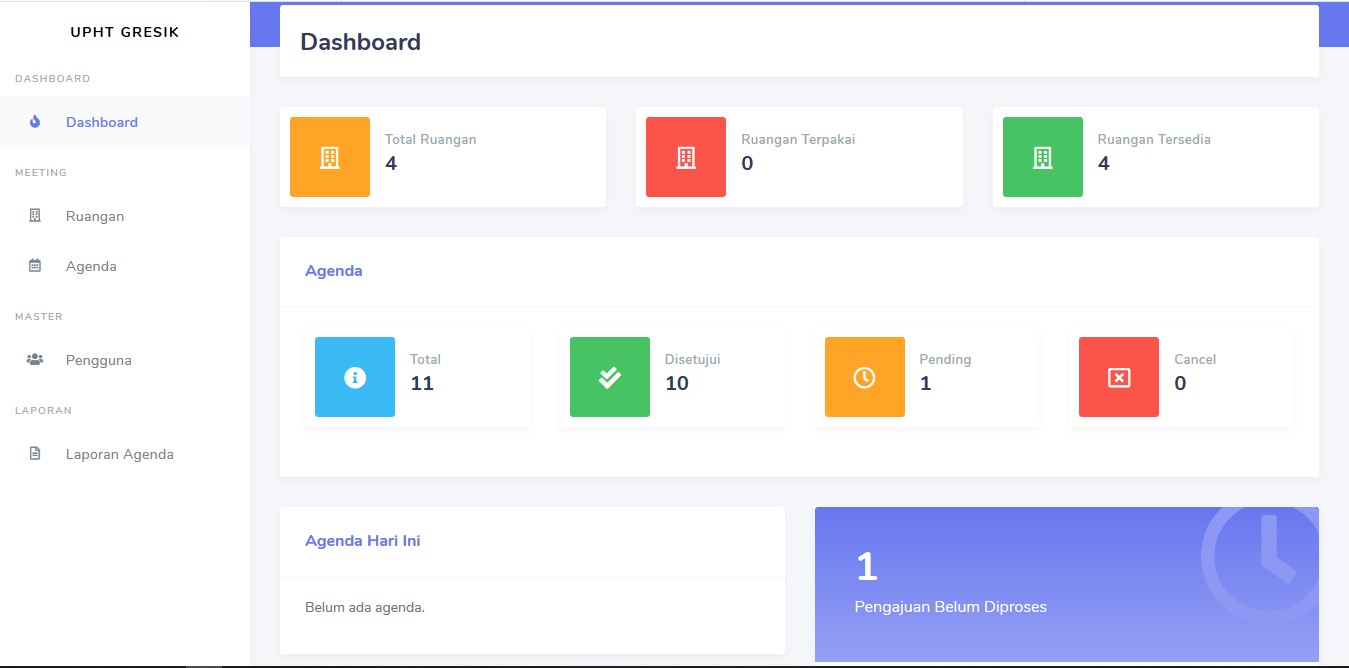 UPHT GRESIK
DASHBOARD
Dashboard
MEETING
Ruangan
Agenda
MASTER
Pengguna
LAPORAN
Laporan Agenda
Dashboard
Total Ruangan
4
Ruangan Terpakai
0
Ruangan Tersedia
4
Agenda
Total
11
Disetujui
10
Pending
1
Cancel
0
Agenda Hari Ini
Belum ada agenda.
1
Pengajuan Belum Diproses